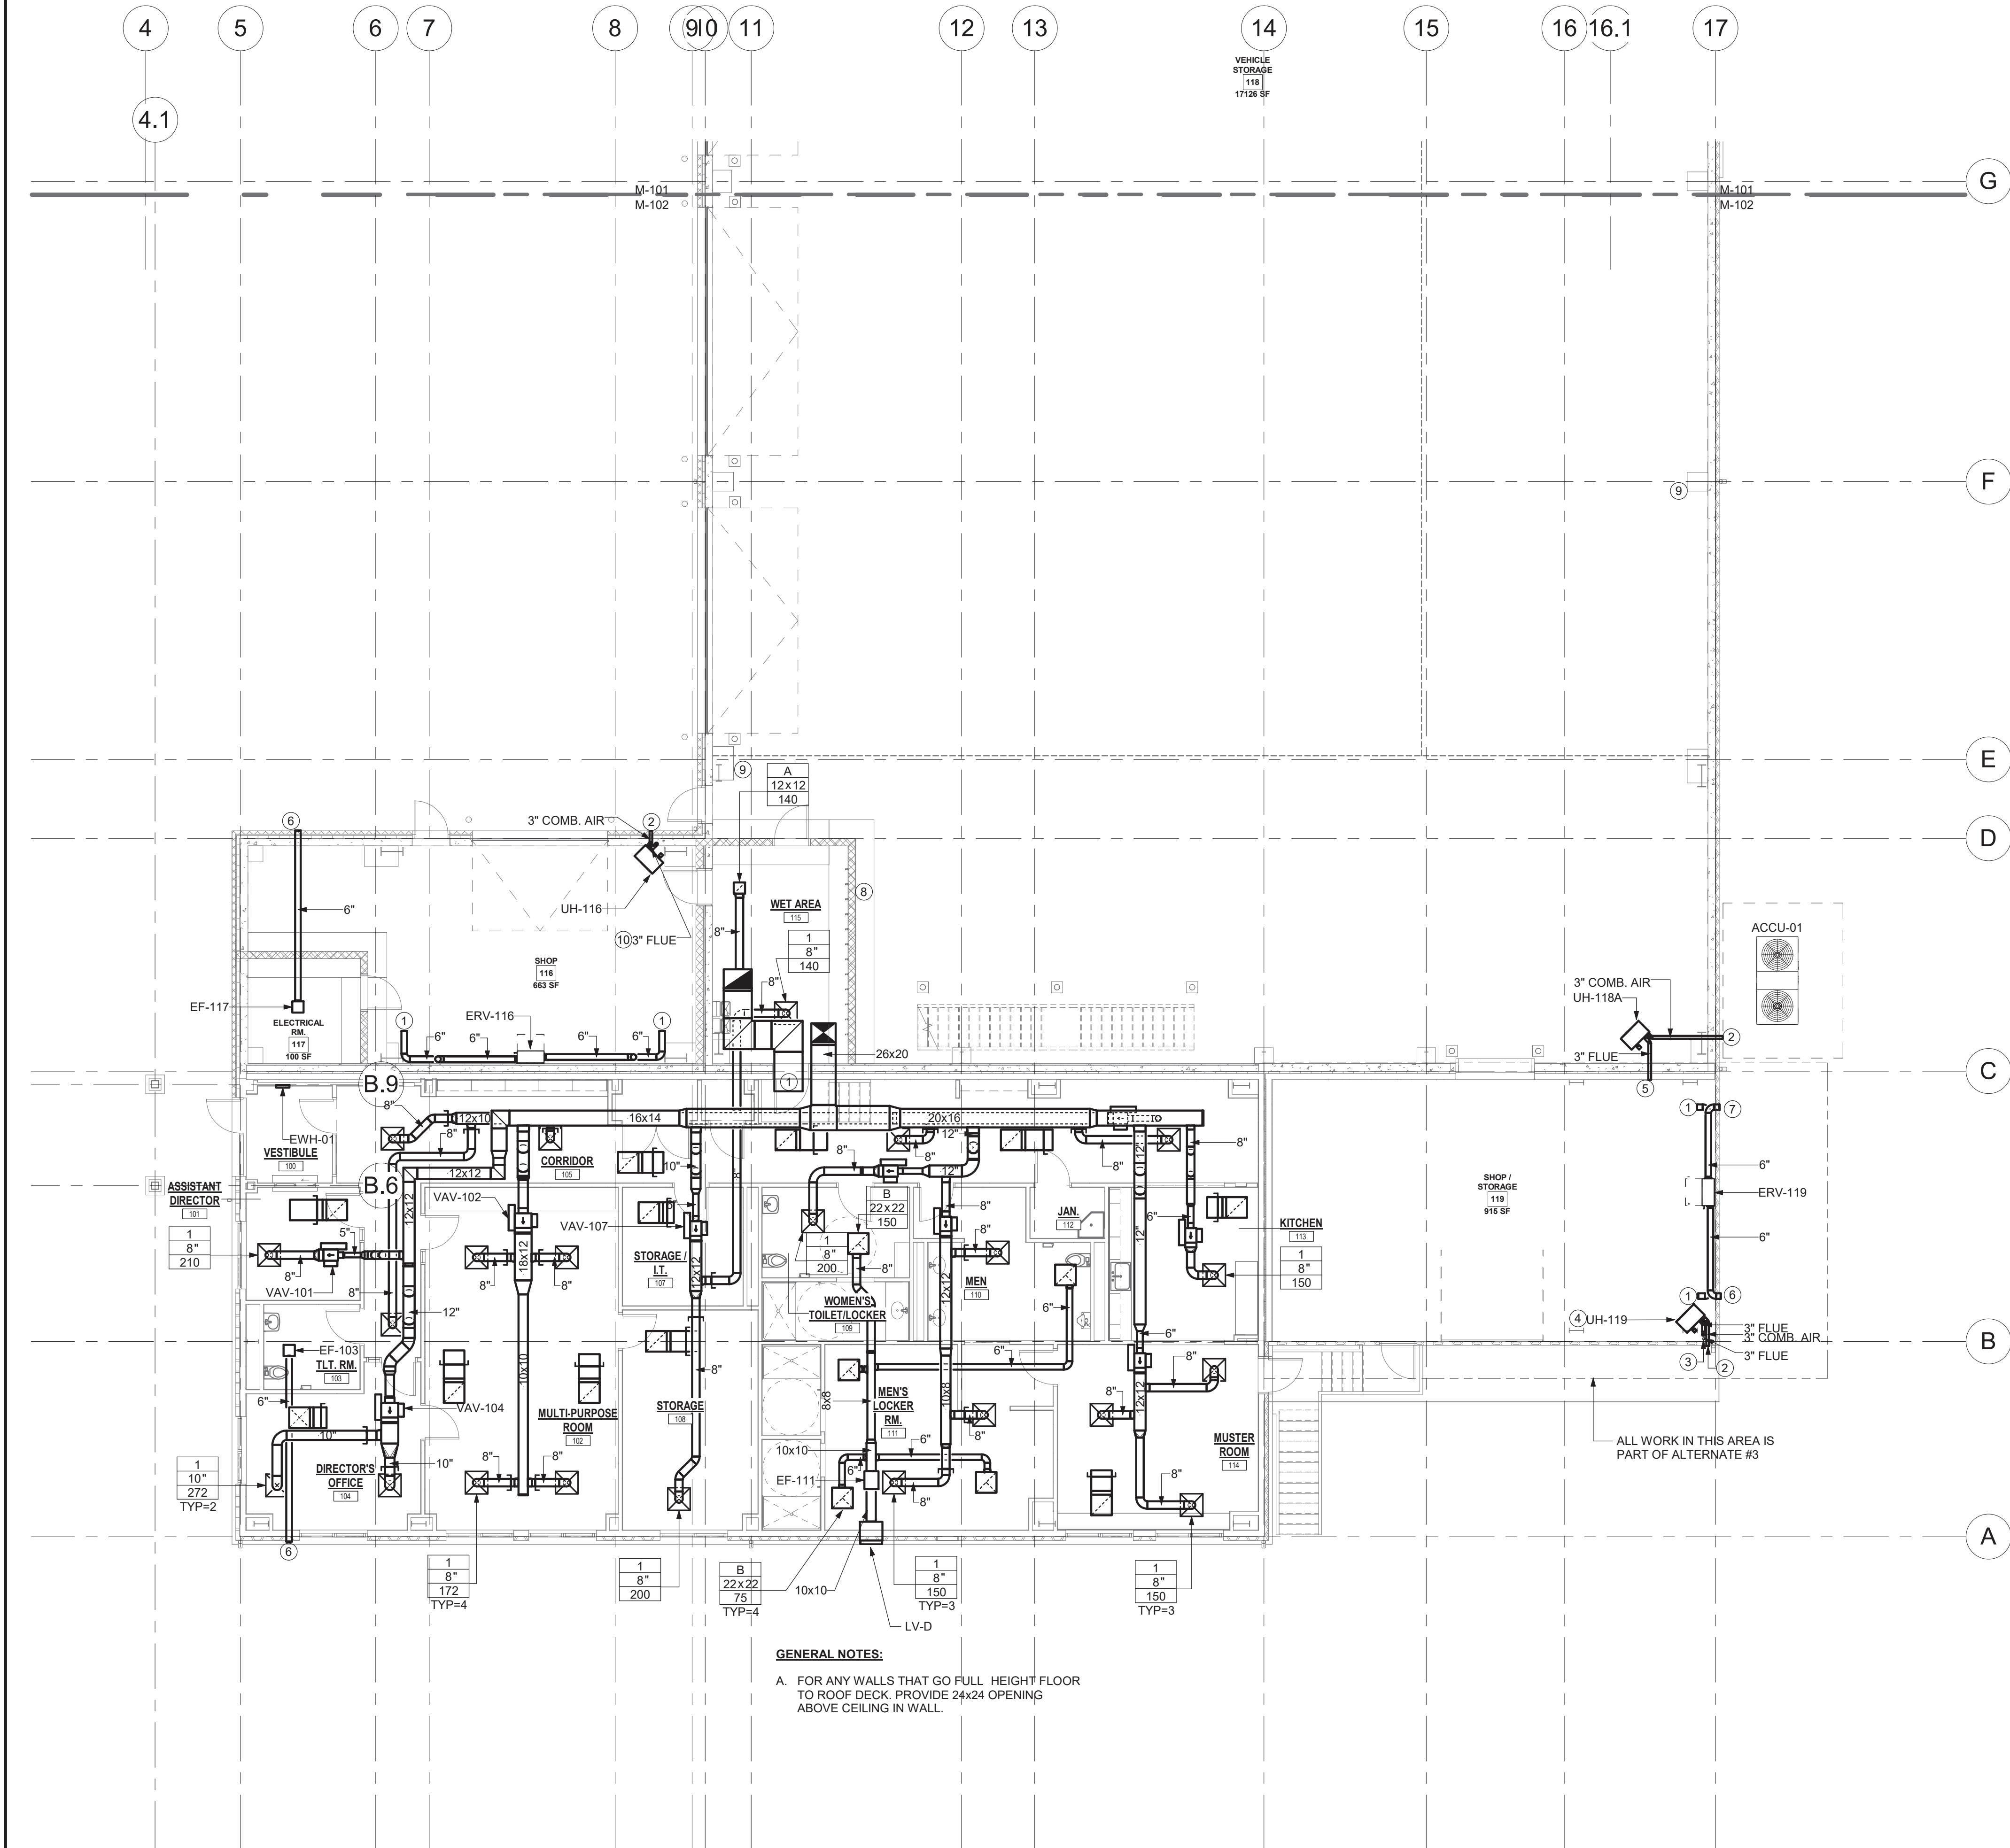 4
5
6
7
8
9
10
11
12
13
14
15
16
16.1
17
4.1
VEHICLE
STORAGE
118
17126 SF
G
M-101
M-102
M-101
M-102
F
9
E
9
A
12x12
140
6
3" COMB. AIR
2
D
UH-116
6"
10
3" FLUE
WET AREA
115
8
8"
1
8"
140
8"
SHOP
116
663 SF
EF-117
ELECTRICAL
RM.
117
100 SF
1
ERV-116
1
6"
6"
6"
6"
26x20
1
ACCU-01
3" COMB. AIR
UH-118A
2
3" FLUE
5
C
B.9
8"
12x10
16x14
20x16
EWH-01
VESTIBULE
100
8"
12x12
CORRIDOR
105
10"
8"
8"
12"
8"
12"
8"
12"
8"
1
7
6"
ERV-119
6"
1
6
B.6
ASSISTANT
DIRECTOR
101
1
8"
210
12x12
5"
8"
VAV-101
8"
12"
VAV-102
18x12
8"
8"
VAV-107
STORAGE /
I.T.
107
12x12
B
22x22
150
1
8"
200
8"
8"
8"
12x12
WOMEN'S
TOILET/LOCKER
109
MEN
110
JAN.
112
12"
6"
KITCHEN
113
1
8"
150
SHOP /
STORAGE
119
915 SF
4
UH-119
3" FLUE
3" COMB. AIR
3" FLUE
3
2
B
EF-103
TLT. RM.
103
6"
VAV-104
10"
10"
DIRECTOR'S
OFFICE
104
1
10"
272
TYP=2
6
10x10
MULTI-PURPOSE
ROOM
102
8"
8"
STORAGE
108
8"
8x8
MEN'S
LOCKER
RM.
111
6"
6"
10x8
8"
10x10
6"
6"
EF-111
8"
6"
8"
8"
12x12
8"
MUSTER
ROOM
114
ALL WORK IN THIS AREA IS
PART OF ALTERNATE #3
A
1
8"
172
TYP=4
1
8"
200
B
22x22
75
TYP=4
10x10
1
8"
150
TYP=3
1
8"
150
TYP=3
LV-D
GENERAL NOTES:
A. FOR ANY WALLS THAT GO FULL HEIGHT FLOOR
TO ROOF DECK. PROVIDE 24x24 OPENING
ABOVE CEILING IN WALL.